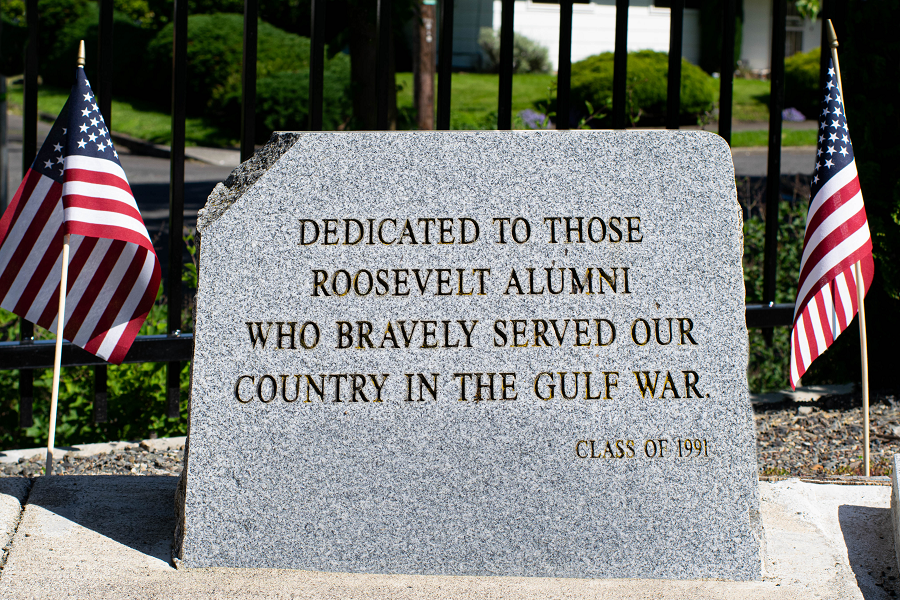 DEDICATED TO THOSE
ROOSEVELT ALUMNI
WHO BRAVELY SERVED OUR
COUNTRY IN THE GULF WAR.
CLASS OF 1991